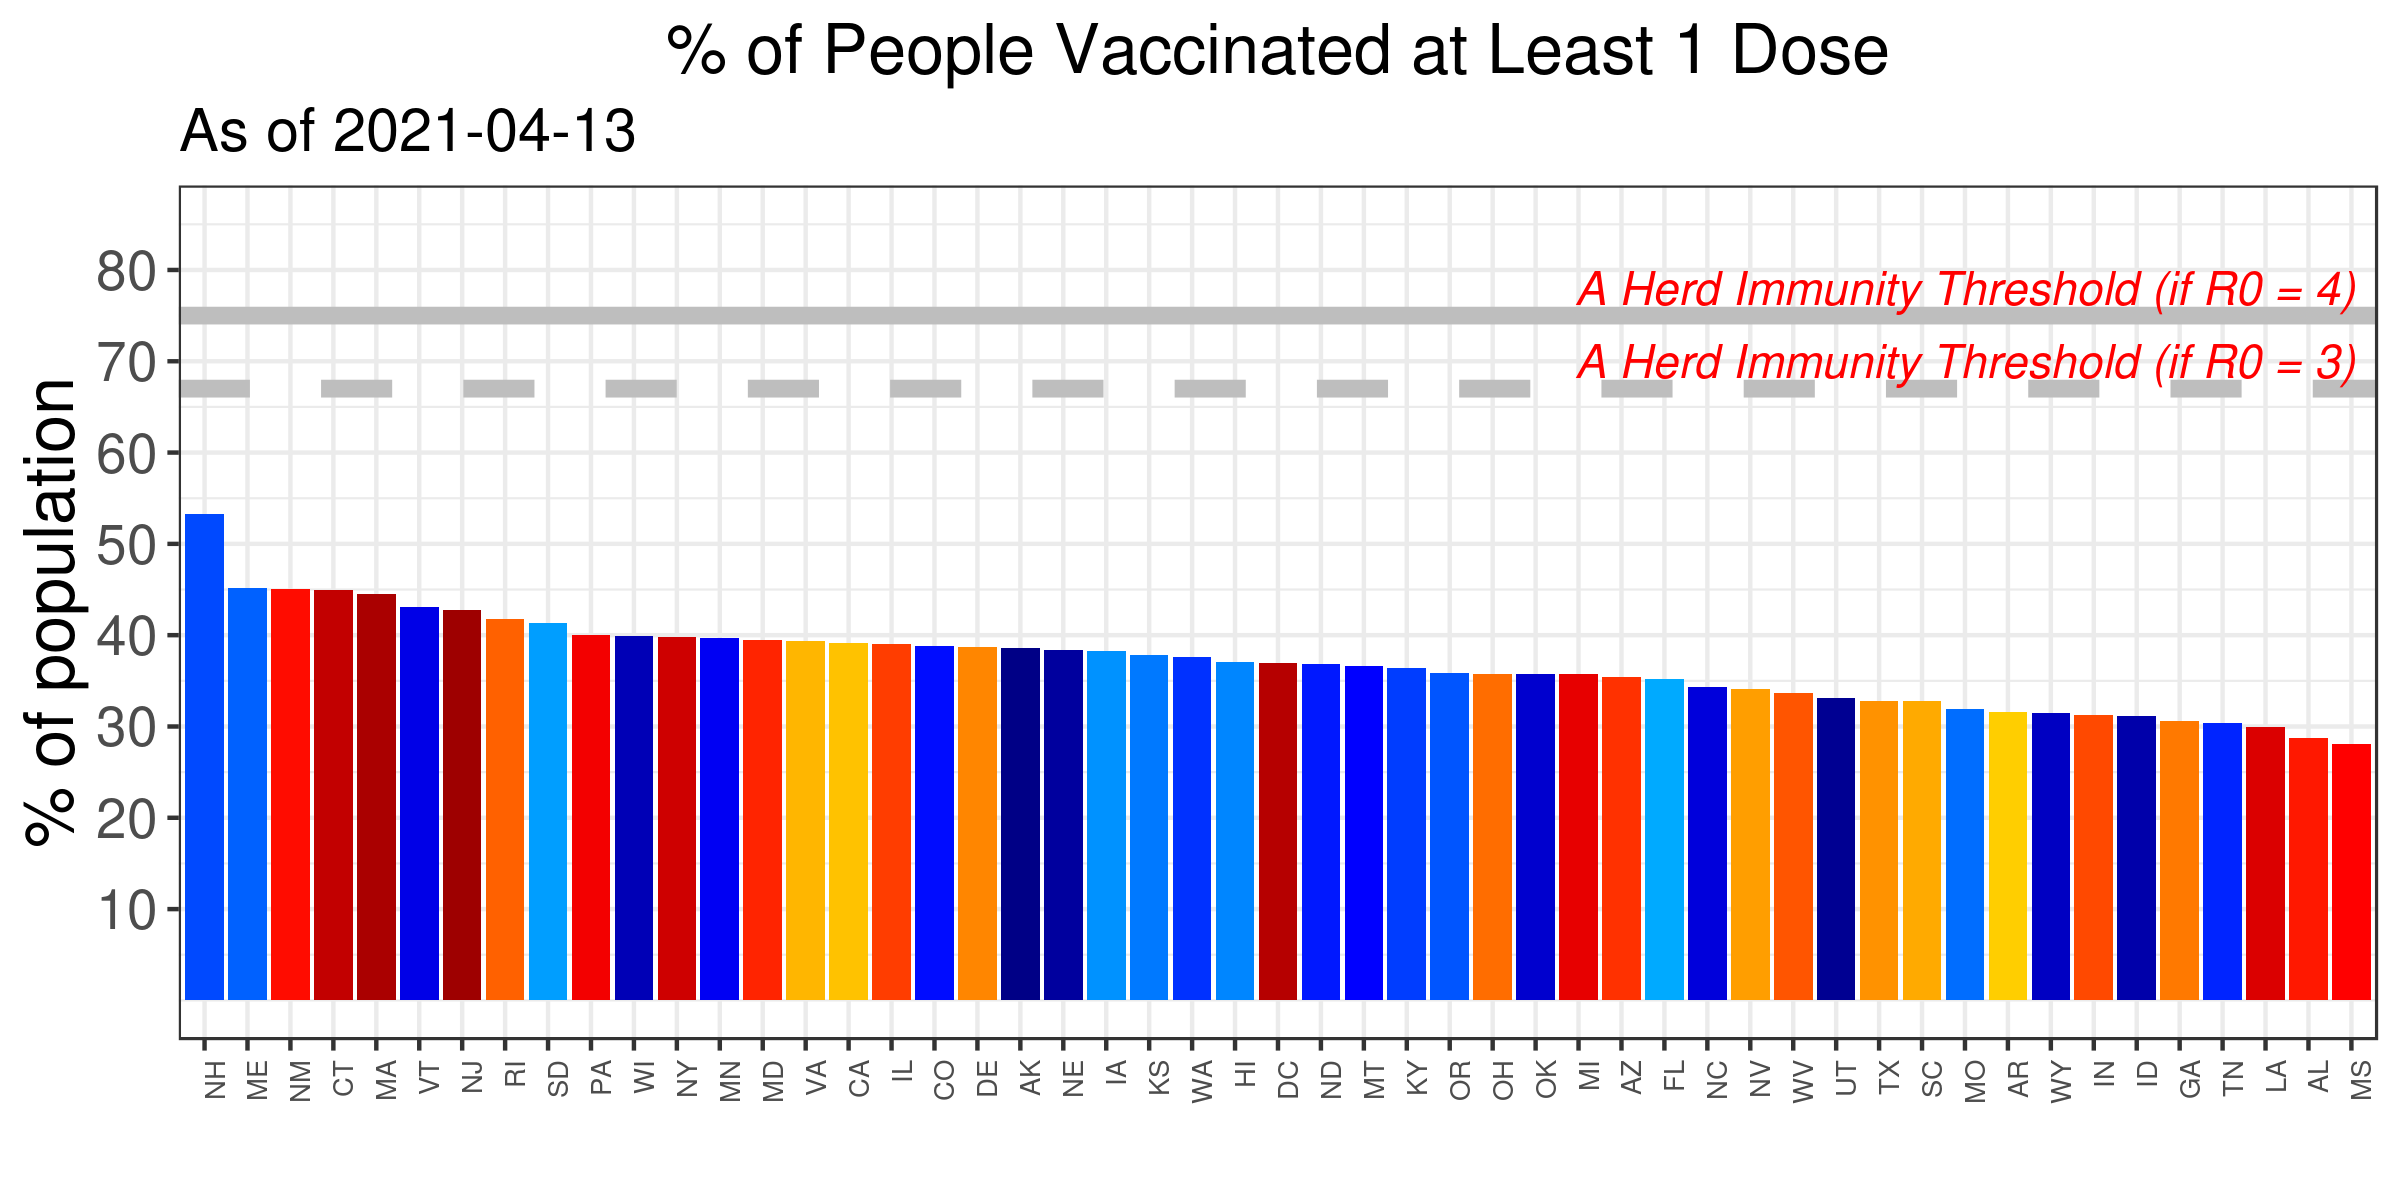 % of People Vaccinated at Least 1 Dose
As of 2021-04-13
% of population
80
70
60
50
40
30
20
10
A Herd Immunity Threshold (if R0 = 4)
A Herd Immunity Threshold (if R0 = 3)
NH ME NM CT MA VT NJ RI SD PA WI NY MN MD VA CA IL CO DE AK NE IA KS WA HI DC ND MT KY OR OH OK MI AZ FL NC NV WV UT TX SC MO AR WY IN ID GA TN LA AL MS